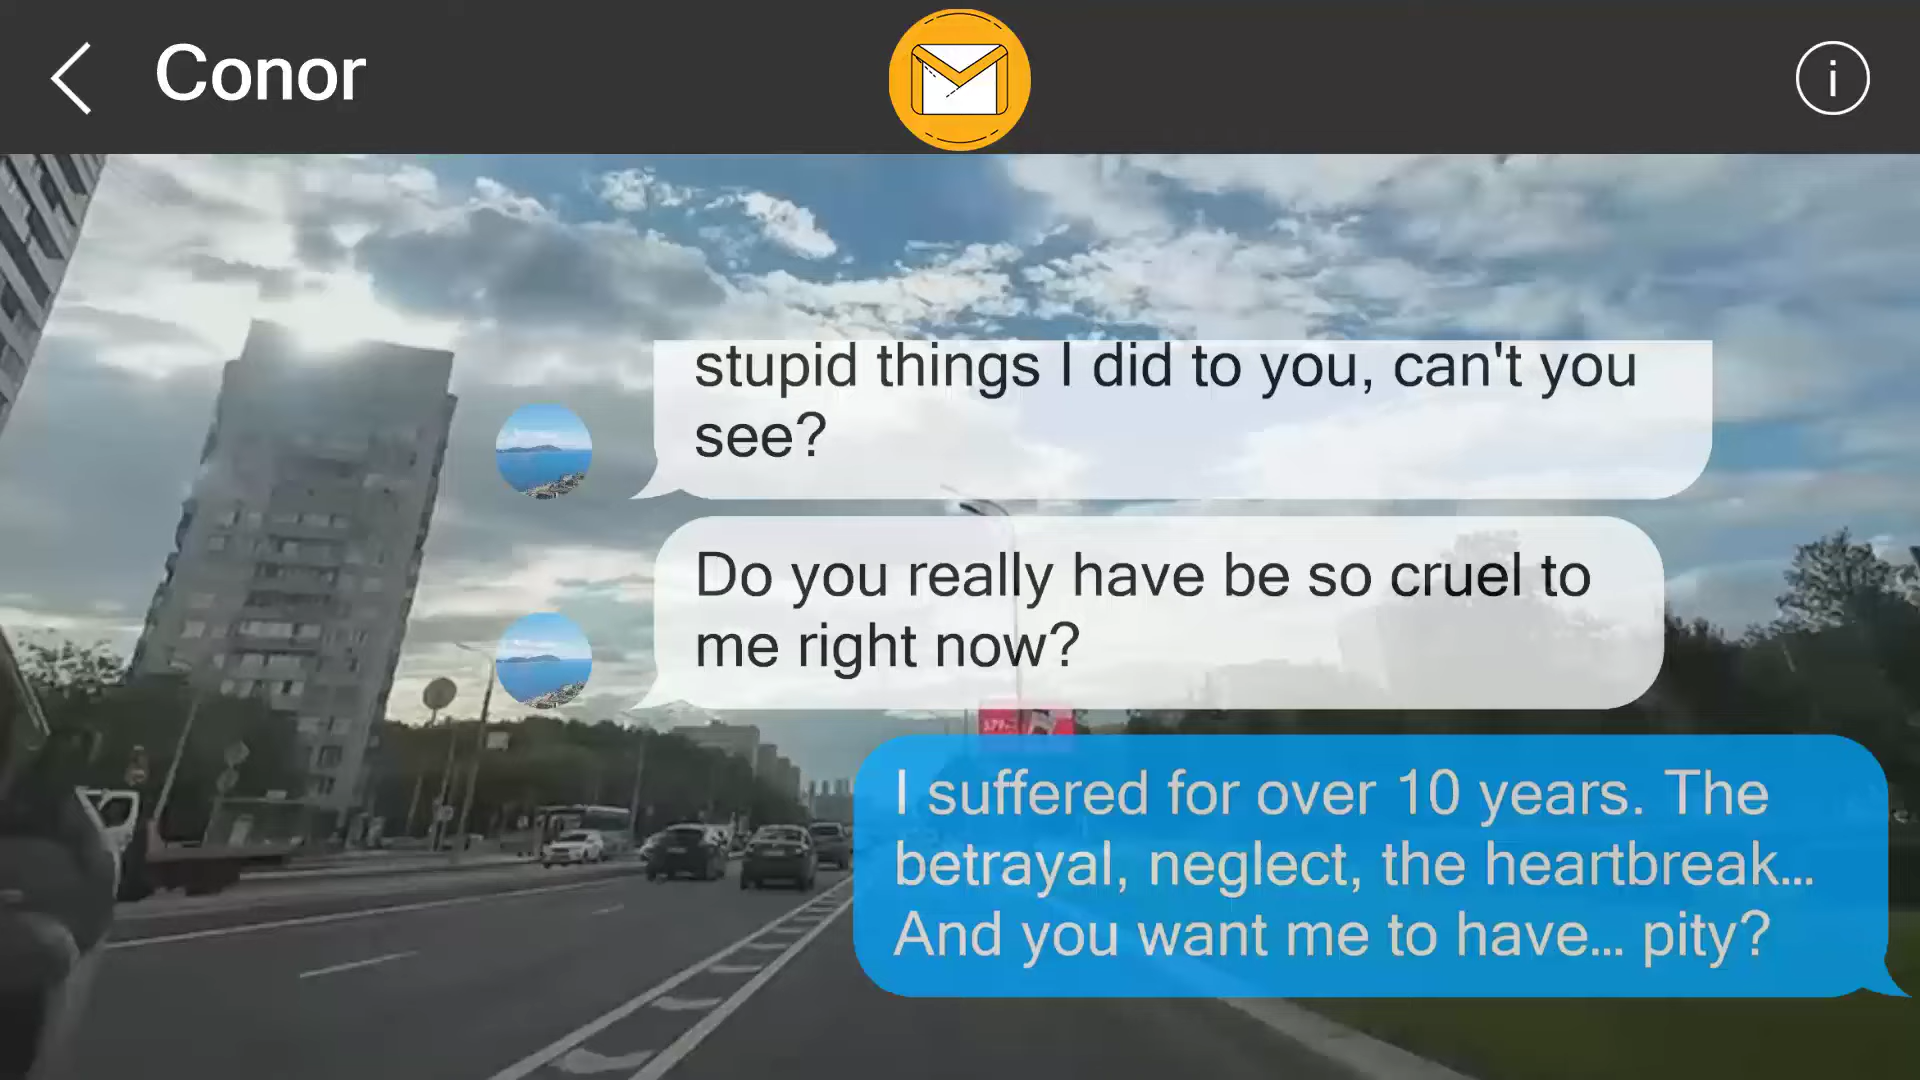 Conor
i
stupid things I did to you, can't you
see?
Do you really have be so cruel to
me right now?
I suffered for over 10 years. The
betrayal, neglect, the heartbreak...
And you want me to have... pity?